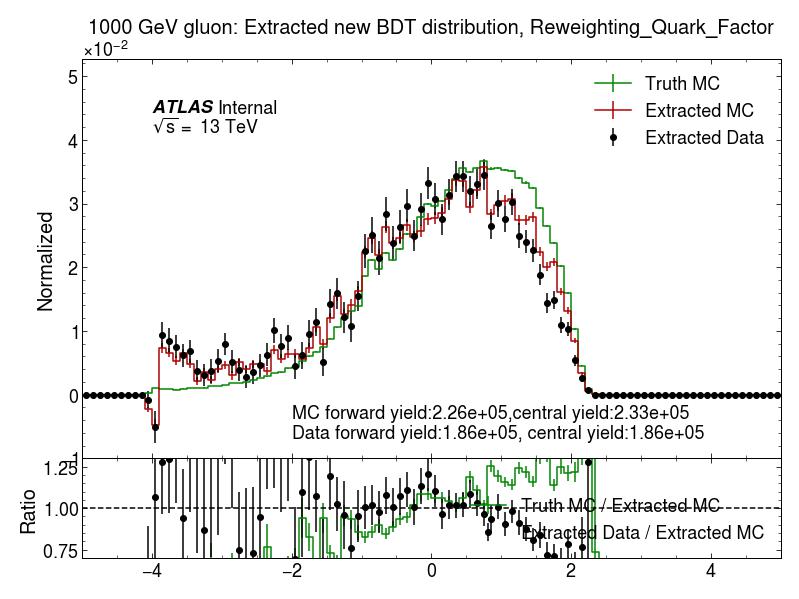 1000 GeV gluon: Extracted new BDT distribution, Reweighting_Quark_Factor
×10⁻²
ATLAS Internal
√s = 13 TeV
Truth MC
Extracted MC
Extracted Data
Normalized
5
4
3
2
1
0
MC forward yield:2.26e+05,central yield:2.33e+05
Data forward yield:1.86e+05, central yield:1.86e+05
Ratio
1.25
1.00
0.75
Truth MC / Extracted MC
Extracted Data / Extracted MC
−4
−2
0
2
4